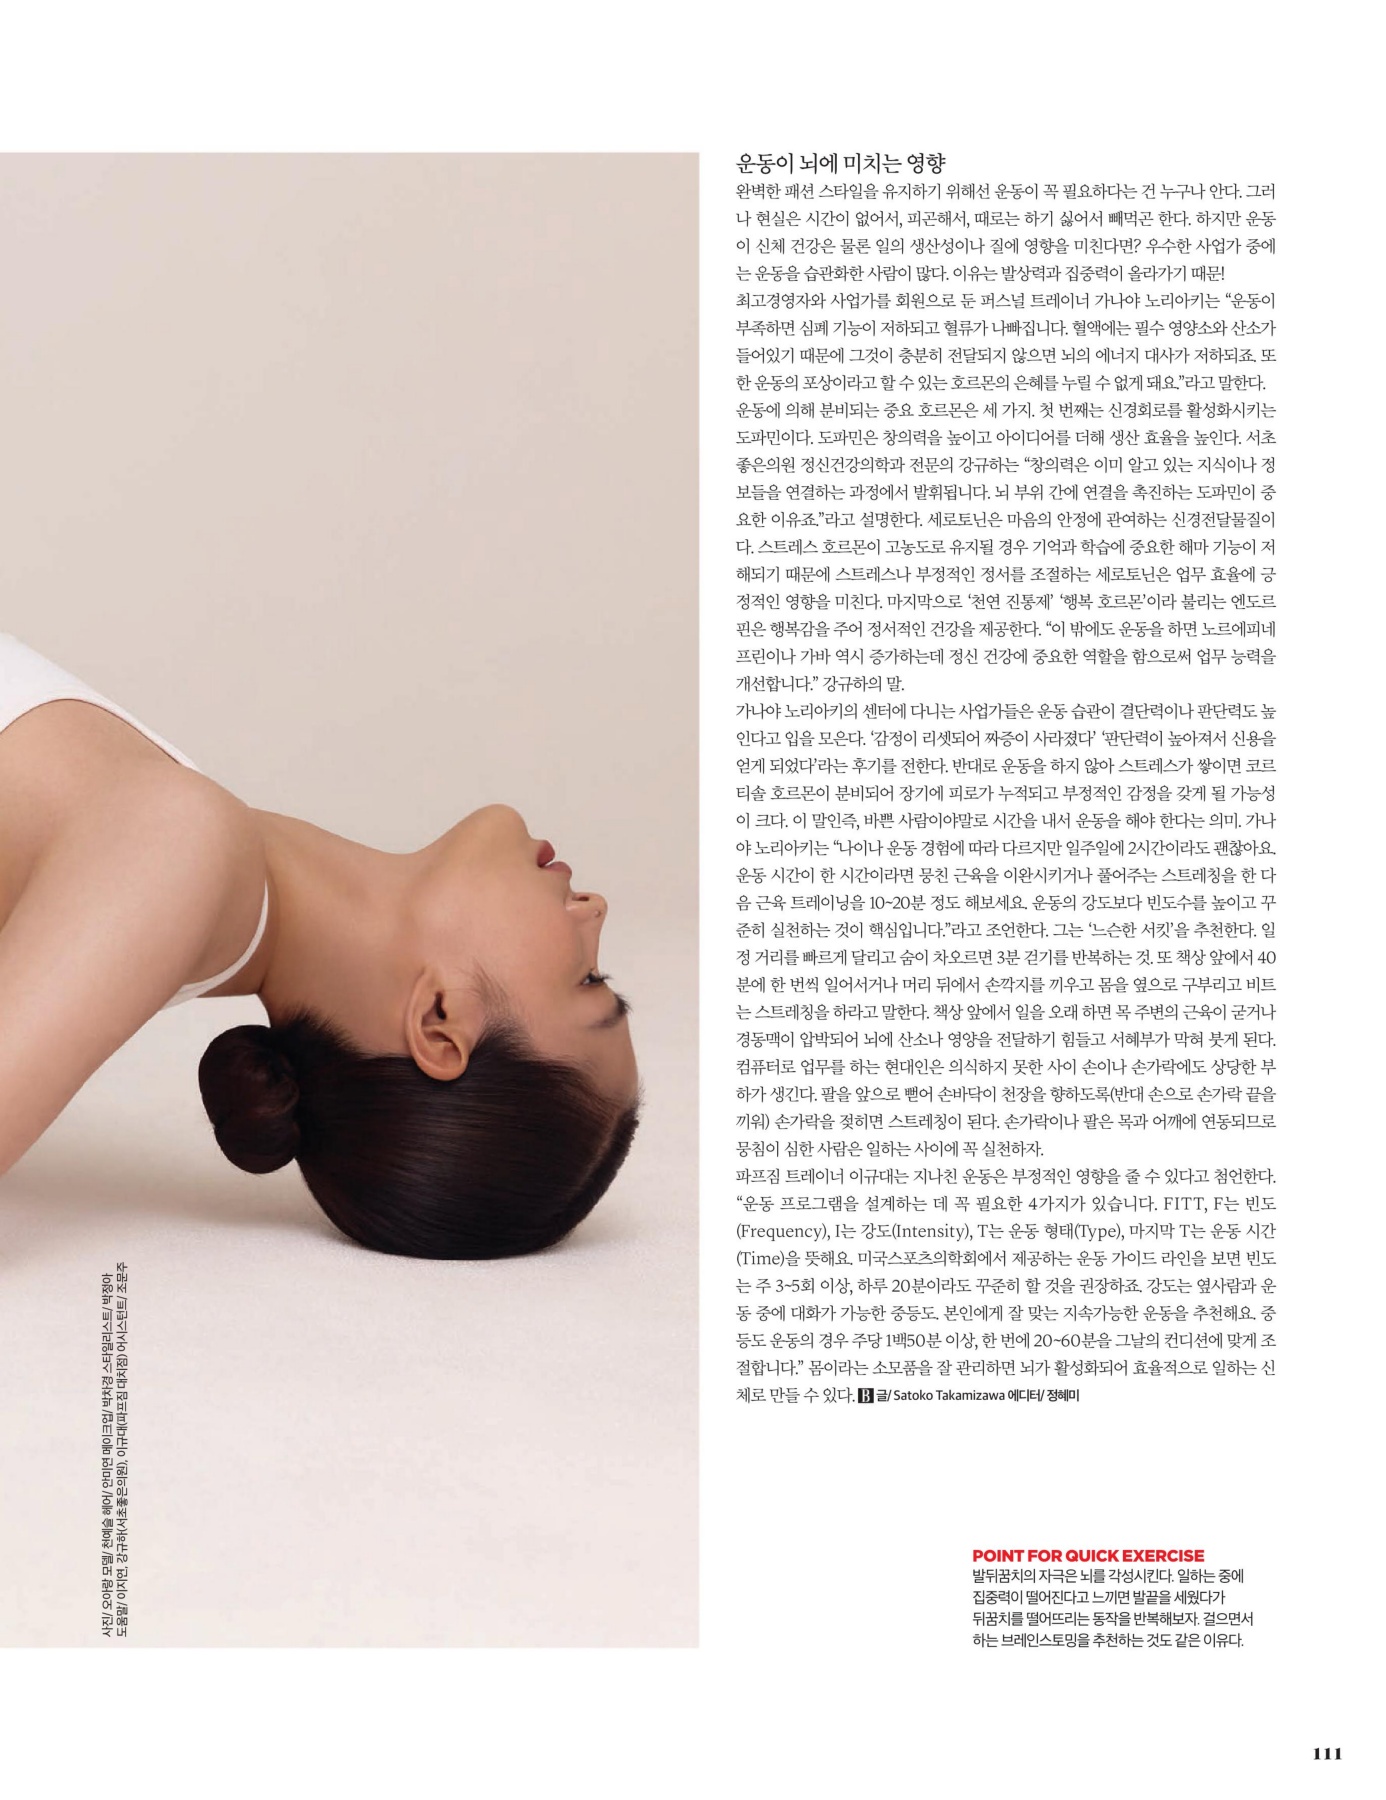 운동이 뇌에 미치는 영향
완벽한 패션 스타일을 유지하기 위해선 운동이 꼭 필요하다는 건 누구나 안다. 그러
나 현실은 시간이 없어서, 피곤해서, 때로는 하기 싫어서 빼먹곤 한다. 하지만 운동
이 신체 건강은 물론 일의 생산성이나 질에 영향을 미친다면? 우수한 사업가 중에
는 운동을 습관화한 사람이 많다. 이유는 발상력과 집중력이 올라가기 때문!
최고경영자와 사업가를 회원으로 둔 퍼스널 트레이너 가나야 노리아키는 “운동이
부족하면 심폐 기능이 저하되고 혈류가 나빠집니다. 혈액에는 필수 영양소와 산소가
들어있기 때문에 그것이 충분히 전달되지 않으면 뇌의 에너지 대사가 저하되죠. 또
한 운동의 포상이라고 할 수 있는 호르몬의 은혜를 누릴 수 없게 돼요.”라고 말한다.
운동에 의해 분비되는 중요 호르몬은 세 가지. 첫 번째는 신경회로를 활성화시키는
도파민이다. 도파민은 창의력을 높이고 아이디어를 더해 생산 효율을 높인다. 서초
좋은의원 정신건강의학과 전문의 강규하는 “창의력은 이미 알고 있는 지식이나 정
보들을 연결하는 과정에서 발휘됩니다. 뇌 부위 간에 연결을 촉진하는 도파민이 중
요한 이유죠.”라고 설명한다. 세로토닌은 마음의 안정에 관여하는 신경전달물질이
다. 스트레스 호르몬이 고농도로 유지될 경우 기억과 학습에 중요한 해마 기능이 저
해되기 때문에 스트레스나 부정적인 정서를 조절하는 세로토닌은 업무 효율에 긍
정적인 영향을 미친다. 마지막으로 ‘천연 진통제’ ‘행복 호르몬’이라 불리는 엔도르
핀은 행복감을 주어 정서적인 건강을 제공한다. “이 밖에도 운동을 하면 노르에피네
프린이나 가바 역시 증가하는데 정신 건강에 중요한 역할을 함으로써 업무 능력을
개선합니다.” 강규하의 말.
가나야 노리아키의 센터에 다니는 사업가들은 운동 습관이 결단력이나 판단력도 높
인다고 입을 모은다. ‘감정이 리셋되어 짜증이 사라졌다’ ‘판단력이 높아져서 신용을
얻게 되었다’라는 후기를 전한다. 반대로 운동을 하지 않아 스트레스가 쌓이면 코르
티솔 호르몬이 분비되어 장기에 피로가 누적되고 부정적인 감정을 갖게 될 가능성
이 크다. 이 말인즉, 바쁜 사람이야말로 시간을 내서 운동을 해야 한다는 의미. 가나
야 노리아키는 “나이나 운동 경험에 따라 다르지만 일주일에 2시간이라도 괜찮아요.
운동 시간이 한 시간이라면 뭉친 근육을 이완시키거나 풀어주는 스트레칭을 한 다
음 근육 트레이닝을 10~20분 정도 해보세요. 운동의 강도보다 빈도수를 높이고 꾸
준히 실천하는 것이 핵심입니다.”라고 조언한다. 그는 ‘느슨한 서킷’을 추천한다. 일
정 거리를 빠르게 달리고 숨이 차오르면 3분 걷기를 반복하는 것. 또 책상 앞에서 40
분에 한 번씩 일어서거나 머리 뒤에서 손깍지를 끼우고 몸을 옆으로 구부리고 비트
는 스트레칭을 하라고 말한다. 책상 앞에서 일을 오래 하면 목 주변의 근육이 굳거나
경동맥이 압박되어 뇌에 산소나 영양을 전달하기 힘들고 서혜부가 막혀 붓게 된다.
컴퓨터로 업무를 하는 현대인은 의식하지 못한 사이 손이나 손가락에도 상당한 부
하가 생긴다. 팔을 앞으로 뻗어 손바닥이 천장을 향하도록(반대 손으로 손가락 끝을
끼워) 손가락을 젖히면 스트레칭이 된다. 손가락이나 팔은 목과 어깨에 연동되므로
뭉침이 심한 사람은 일하는 사이에 꼭 실천하자.
파프짐 트레이너 이규대는 지나친 운동은 부정적인 영향을 줄 수 있다고 첨언한다.
“운동 프로그램을 설계하는 데 꼭 필요한 4가지가 있습니다. FITT, F는 빈도
(Frequency), I는 강도(Intensity), T는 운동 형태(Type), 마지막 T는 운동 시간
(Time)을 뜻해요. 미국스포츠의학회에서 제공하는 운동 가이드 라인을 보면 빈도
는 주 3~5회 이상, 하루 20분이라도 꾸준히 할 것을 권장하죠. 강도는 옆사람과 운
동 중에 대화가 가능한 중등도. 본인에게 잘 맞는 지속가능한 운동을 추천해요. 중
등도 운동의 경우 주당 1백50분 이상, 한 번에 20~60분을 그날의 컨디션에 맞게 조
절합니다.” 몸이라는 소모품을 잘 관리하면 뇌가 활성화되어 효율적으로 일하는 신
체로 만들 수 있다. B 글/ Satoko Takamizawa 에디터/ 정혜미
사진/ 오아랑 모델/ 천예슬 헤어/ 안미연 메이크업/ 박차경 스타일리스트/ 박정아
도움말/ 이지연, 강규하(서초좋은의원), 이규대(파프짐 대치점) 어시스턴트/ 조문주
POINT FOR QUICK EXERCISE
발뒤꿈치의 자극은 뇌를 각성시킨다. 일하는 중에
집중력이 떨어진다고 느끼면 발끝을 세웠다가
뒤꿈치를 떨어뜨리는 동작을 반복해보자. 걸으면서
하는 브레인스토밍을 추천하는 것도 같은 이유다.
111